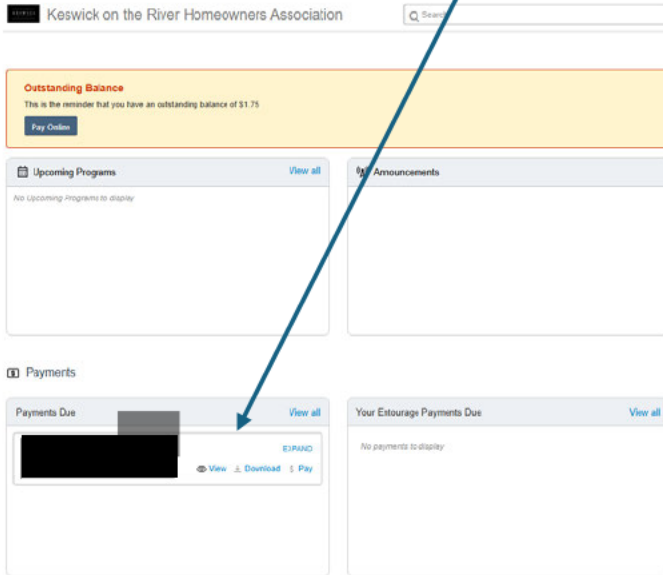 Keswick on the River Homeowners Association
Search
Outstanding Balance
This is the reminder that you have an outstanding balance of $1.75
Pay Online
Upcoming Programs View all
Announcements
No Upcoming Programs to display
Payments
Payments Due View all
Your Entourage Payments Due View all
EXPAND
No payments to display
View Download $ Pay